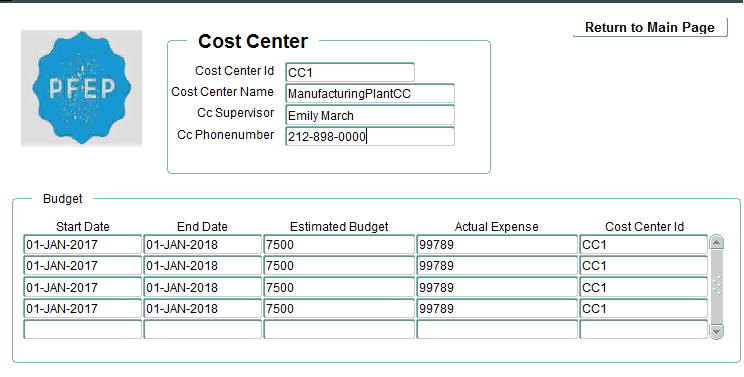 Return to Main Page
PFEP
Cost Center
Cost Center Id CC1
Cost Center Name ManufacturingPlantCC
Cc Supervisor Emily March
Cc Phonenumber 212-898-0000
Budget
Start Date End Date Estimated Budget Actual Expense Cost Center Id
01-JAN-2017 01-JAN-2018 7500 99789 CC1
01-JAN-2017 01-JAN-2018 7500 99789 CC1
01-JAN-2017 01-JAN-2018 7500 99789 CC1
01-JAN-2017 01-JAN-2018 7500 99789 CC1